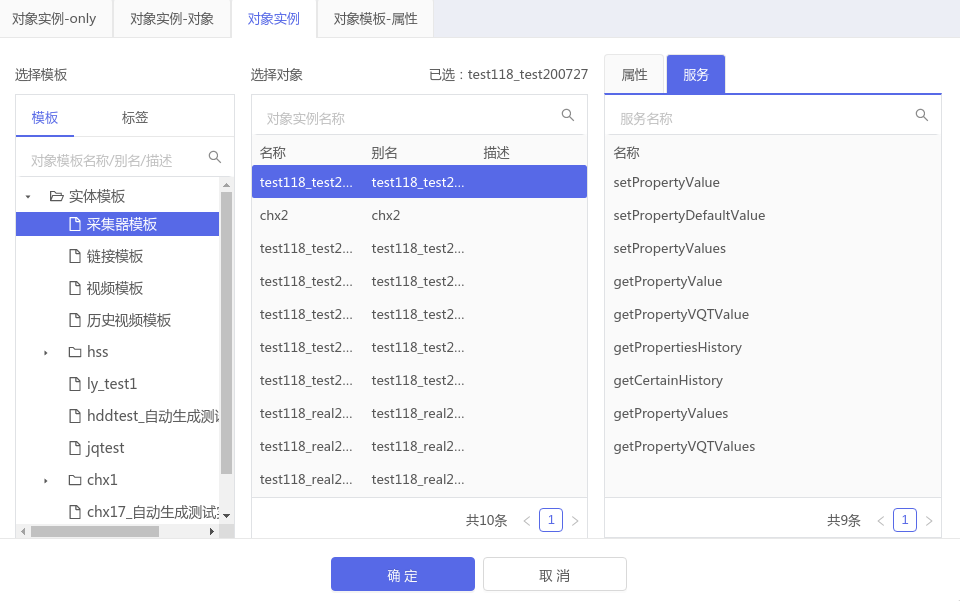 对象实例-only
对象实例-对象
对象实例
对象模板-属性
选择模板
模板
标签
对象模板名称/别名/描述
实体模板
采集器模板
链接模板
视频模板
历史视频模板
hss
ly_test1
hddtest_自动生成测试
jqtest
chx1
chx17_自动生成测试实
选择对象
已选：test118_test200727
对象实例名称
名称 别名 描述
test118_test2... test118_test2...
chx2 chx2
test118_test2... test118_test2...
test118_test2... test118_test2...
test118_test2... test118_test2...
test118_test2... test118_test2...
test118_test2... test118_test2...
test118_real2... test118_real2...
test118_real2... test118_real2...
test118_real2... test118_real2...
共10条 < 1 >
属性
服务
服务名称
名称
setPropertyValue
setPropertyDefaultValue
setPropertyValues
getPropertyValue
getPropertyVQTValue
getPropertiesHistory
getCertainHistory
getPropertyValues
getPropertyVQTValues
共9条 < 1 >
确 定
取 消